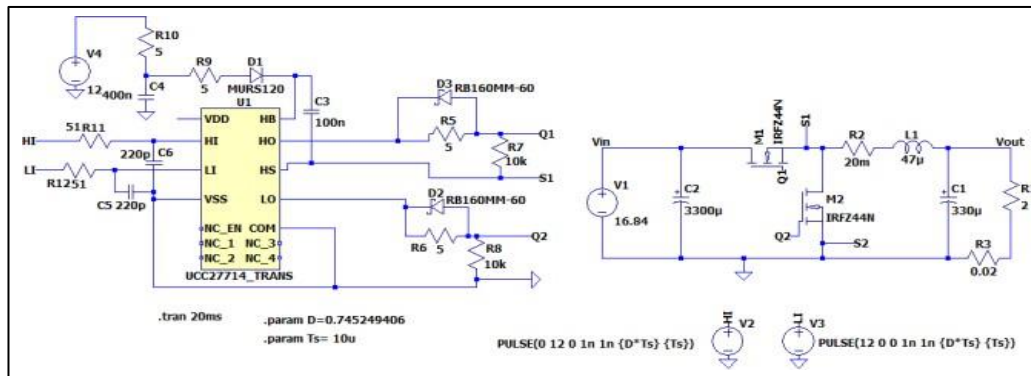 R10
5
V4
12
C4
400n
R9
5
D1
MURS120
U1
C3
100n
D3
RB160MM-60
R5
5
Q1
R7
10k
S1
HI
51
R11
220p
C6
LI
R12
51
C5
220p
VDD
HB
HI
HO
LI
HS
VSS
LO
NC_EN
COM
NC_1
NC_3
NC_2
NC_4
UCC27714_TRANS
D2
RB160MM-60
R6
5
Q2
R8
10k
.tran 20ms
.param D=0.745249406
.param Ts= 10u
Vin
V1
16.84
C2
3300µ
M1
IRFZ44N
Q1
S1
R2
20m
L1
47µ
Vout
M2
IRFZ44N
Q2
S2
C1
330µ
2
R3
0.02
HI
V2
PULSE(0 12 0 1n 1n {D*Ts} {Ts})
LI
V3
PULSE(12 0 0 1n 1n {D*Ts} {Ts})